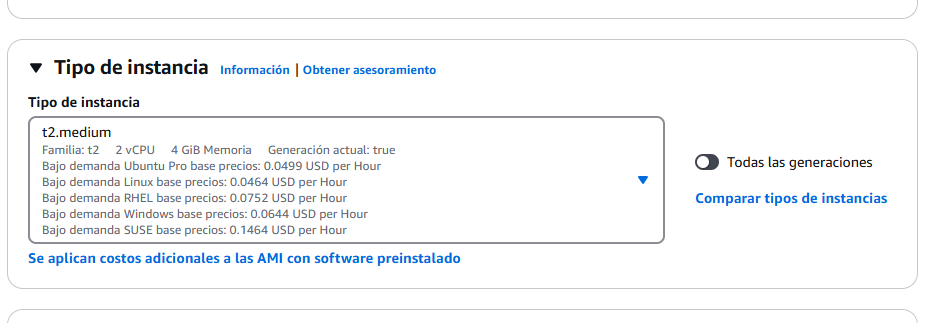 Tipo de instancia Información | Obtener asesoramiento
Tipo de instancia
t2.medium
Familia: t2 2 vCPU 4 GiB Memoria Generación actual: true
Bajo demanda Ubuntu Pro base precios: 0.0499 USD per Hour
Bajo demanda Linux base precios: 0.0464 USD per Hour
Bajo demanda RHEL base precios: 0.0752 USD per Hour
Bajo demanda Windows base precios: 0.0644 USD per Hour
Bajo demanda SUSE base precios: 0.1464 USD per Hour
Todas las generaciones
Comparar tipos de instancias
Se aplican costos adicionales a las AMI con software preinstalado